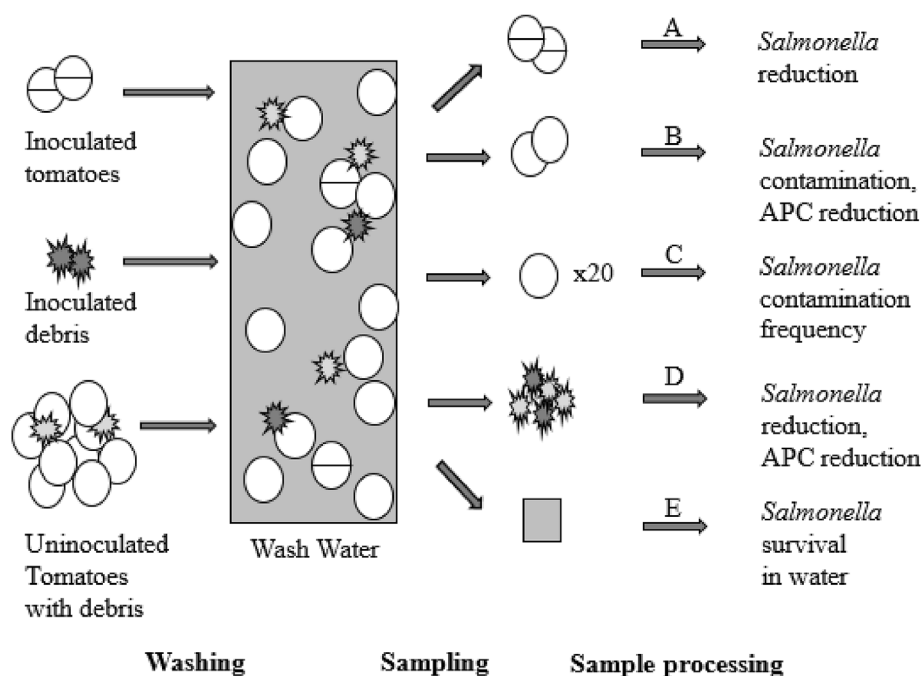 Inoculated
tomatoes
Inoculated
debris
Uninoculated
Tomatoes
with debris
Wash Water
x20
A
Salmonella
reduction
B
Salmonella
contamination,
APC reduction
C
Salmonella
contamination
frequency
D
Salmonella
reduction,
APC reduction
E
Salmonella
survival
in water
Washing Sampling Sample processing